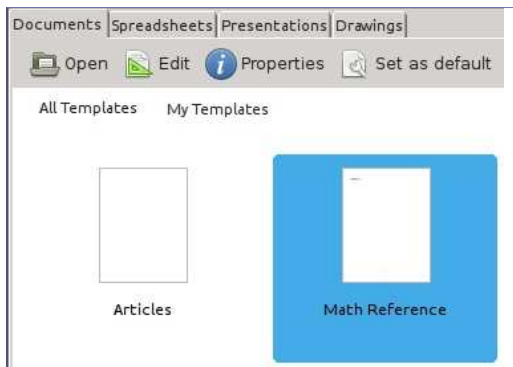 Documents Spreadsheets Presentations Drawings
Open Edit Properties Set as default
All Templates My Templates
Articles Math Reference